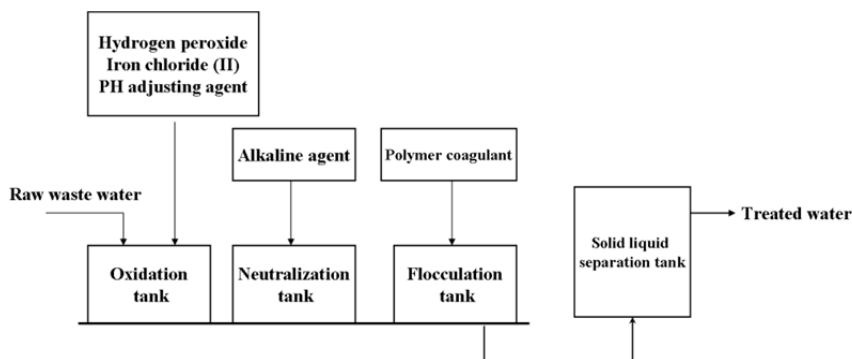 Hydrogen peroxide
Iron chloride (II)
PH adjusting agent
Alkaline agent
Polymer coagulant
Raw waste water
Treated water
Solid liquid
separation tank
Oxidation
tank
Neutralization
tank
Flocculation
tank